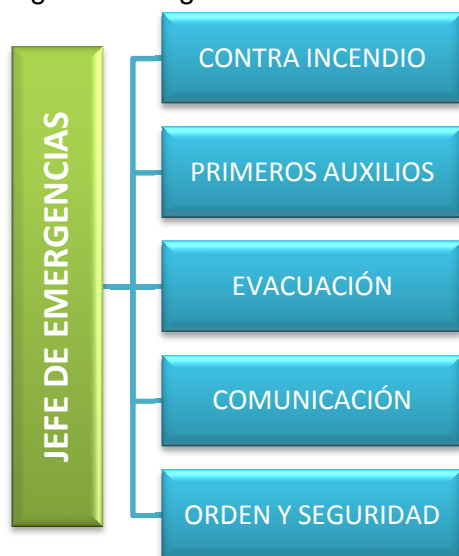 JEFE DE EMERGENCIAS
CONTRA INCENDIO
PRIMEROS AUXILIOS
EVACUACIÓN
COMUNICACIÓN
ORDEN Y SEGURIDAD